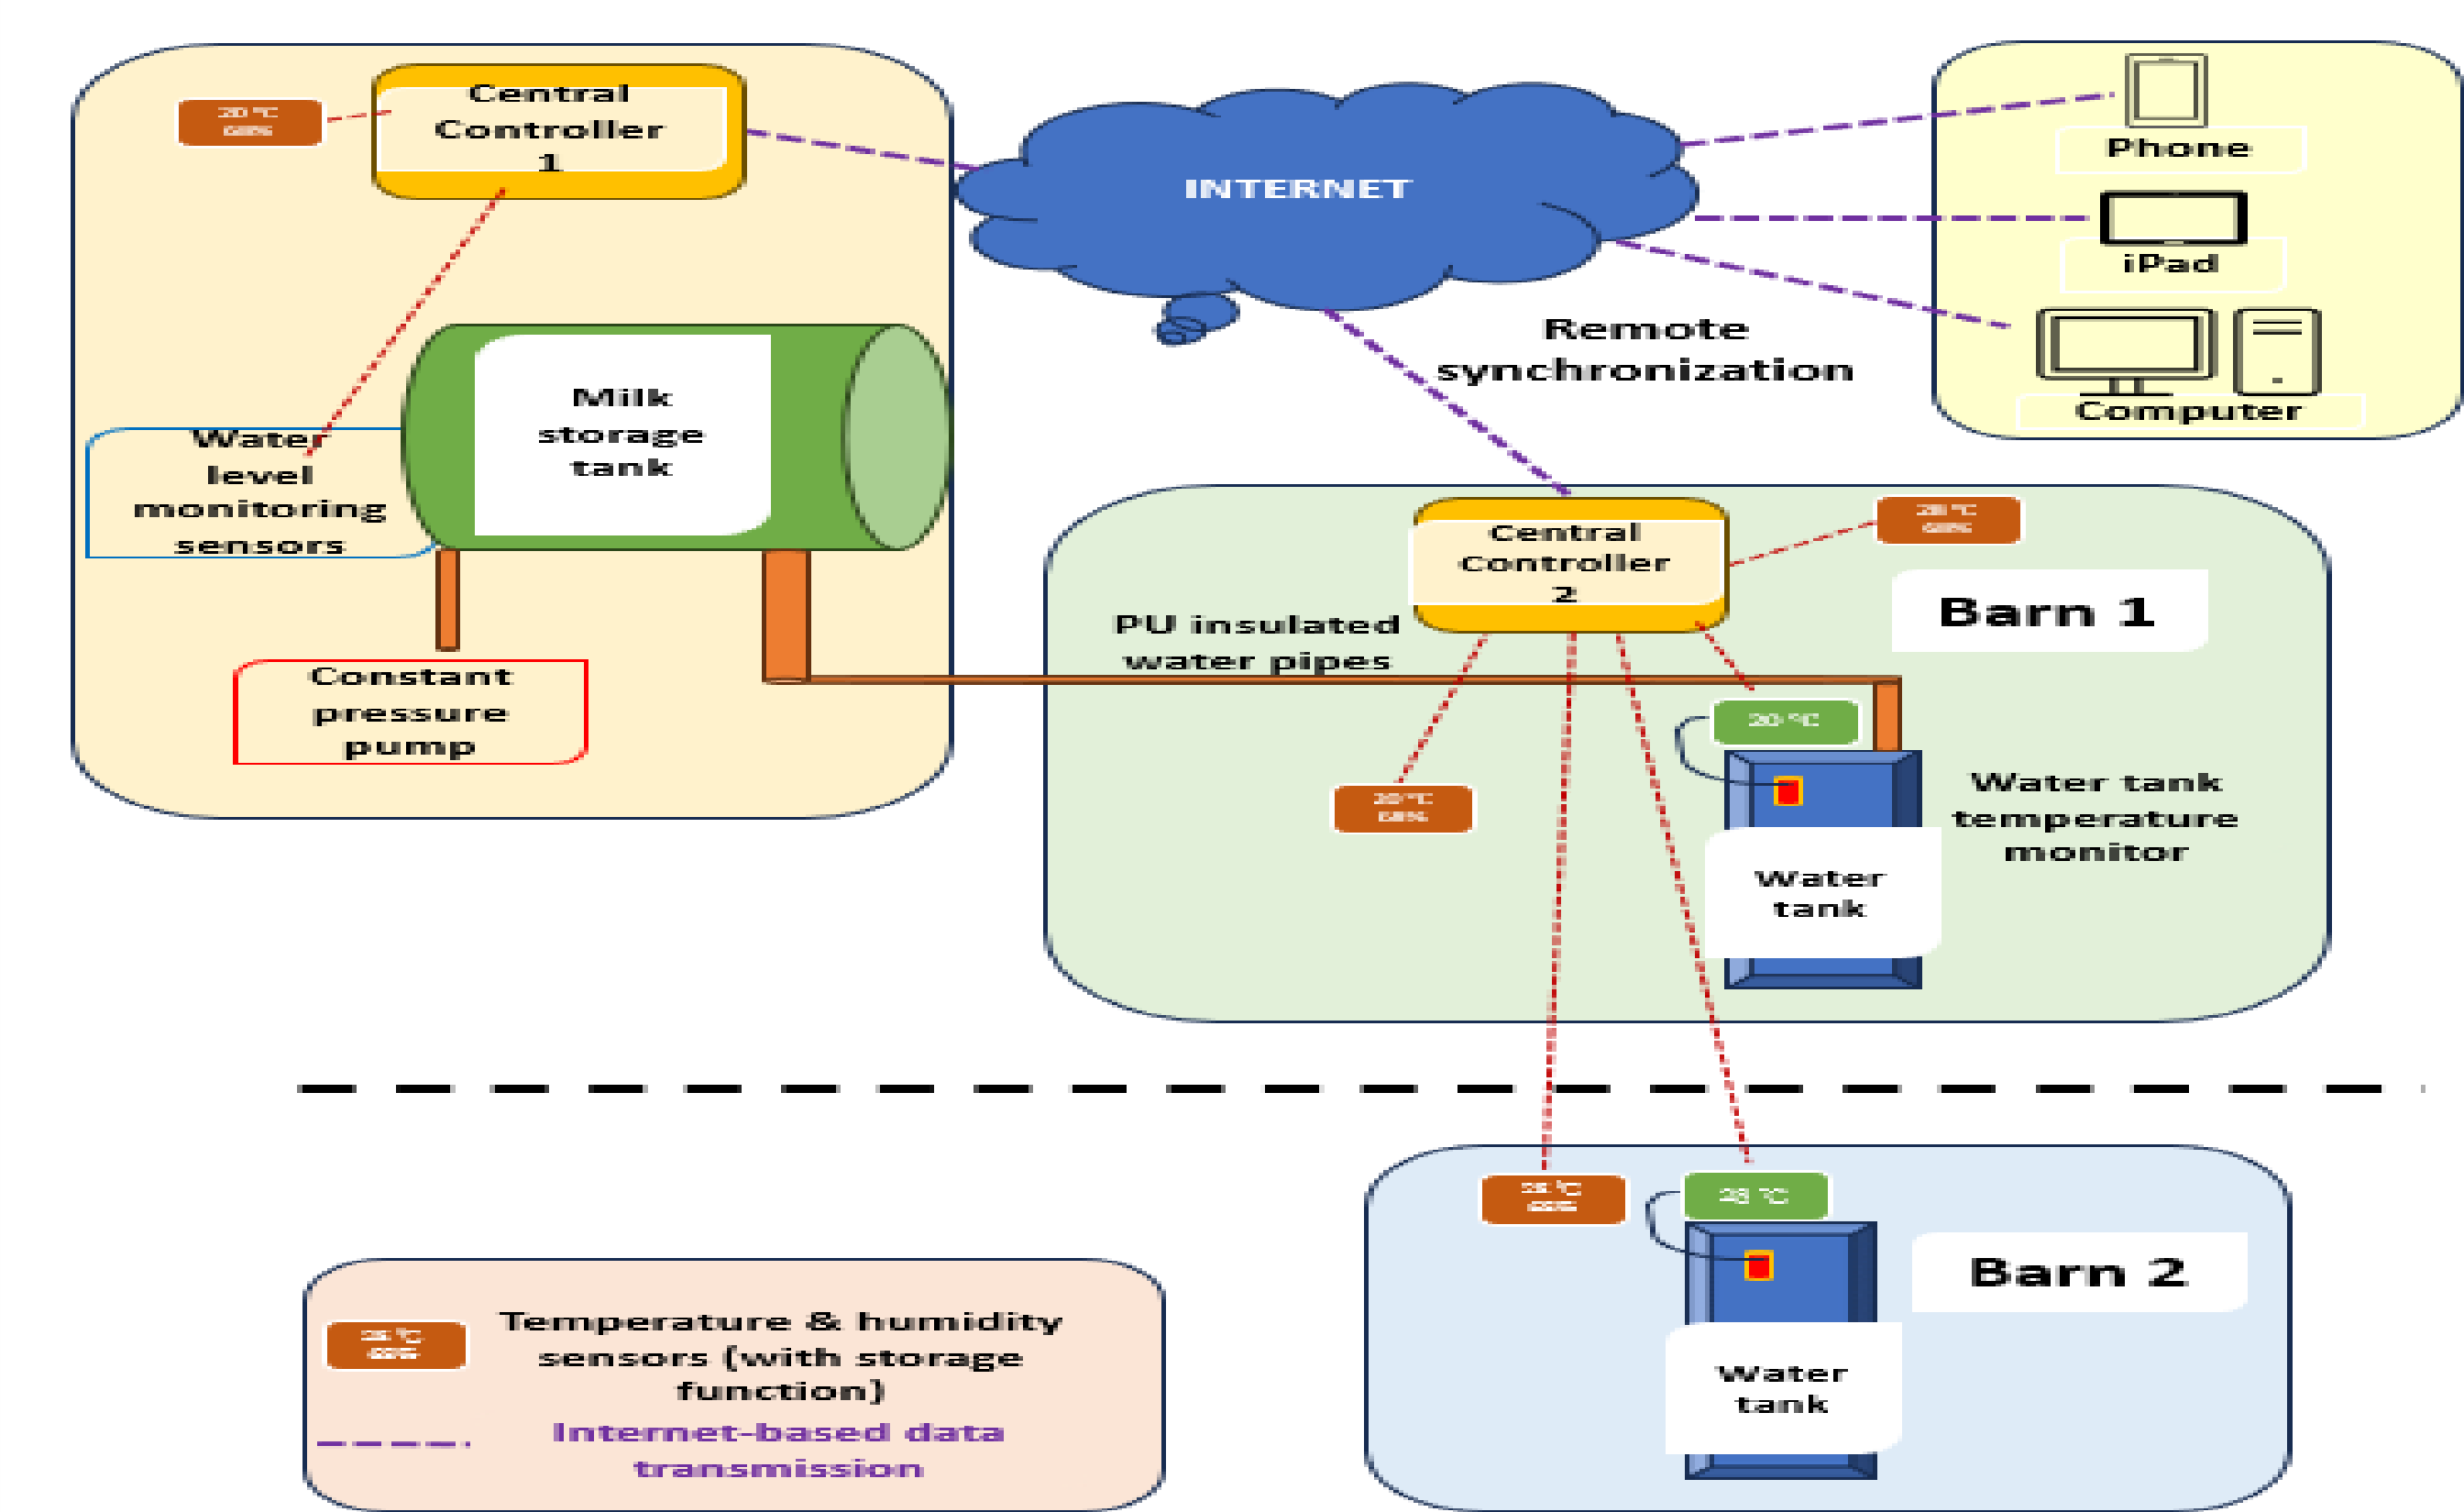 Central
Controller
1
INTERNET
Phone
iPad
Computer
Remote
synchronization
Milk
storage
tank
Water
level
monitoring
sensors
Constant
pressure
pump
Central
Controller
2
Barn 1
PU insulated
water pipes
20 °C
Water tank
temperature
monitor
Water
tank
Barn 2
Water
tank
Temperature & humidity
sensors (with storage
function)
Internet-based data
transmission